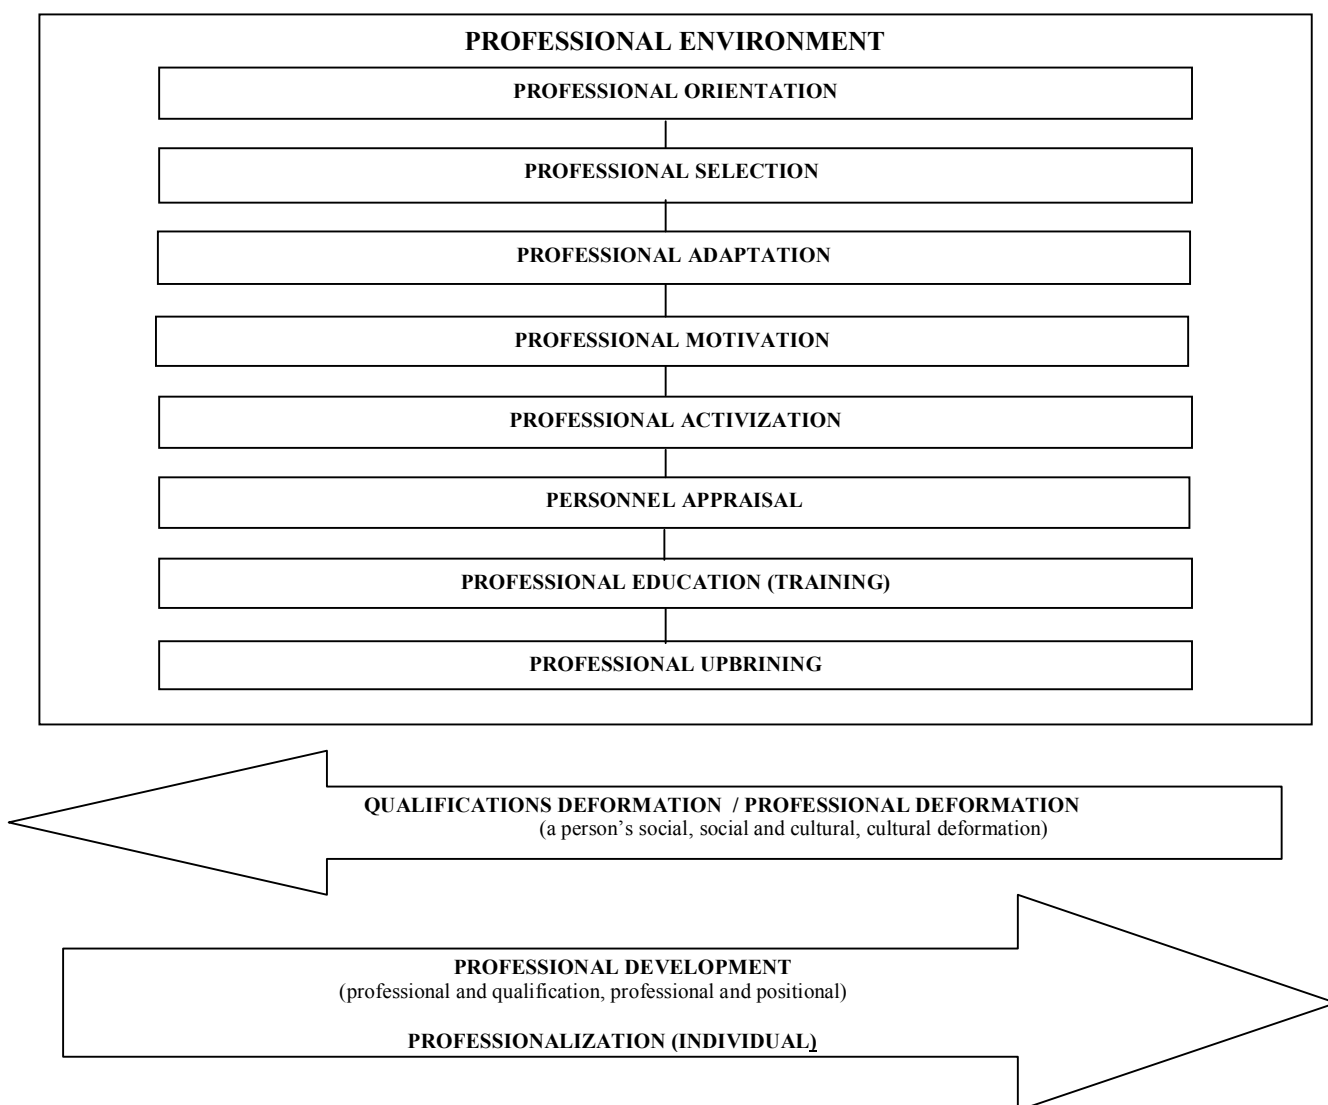 PROFESSIONAL ENVIRONMENT
PROFESSIONAL ORIENTATION
PROFESSIONAL SELECTION
PROFESSIONAL ADAPTATION
PROFESSIONAL MOTIVATION
PROFESSIONAL ACTIVIZATION
PERSONNEL APPRAISAL
PROFESSIONAL EDUCATION (TRAINING)
PROFESSIONAL UPBRINING
QUALIFICATIONS DEFORMATION / PROFESSIONAL DEFORMATION
(a person’s social, social and cultural, cultural deformation)
PROFESSIONAL DEVELOPMENT
(professional and qualification, professional and positional)
PROFESSIONALIZATION (INDIVIDUAL)